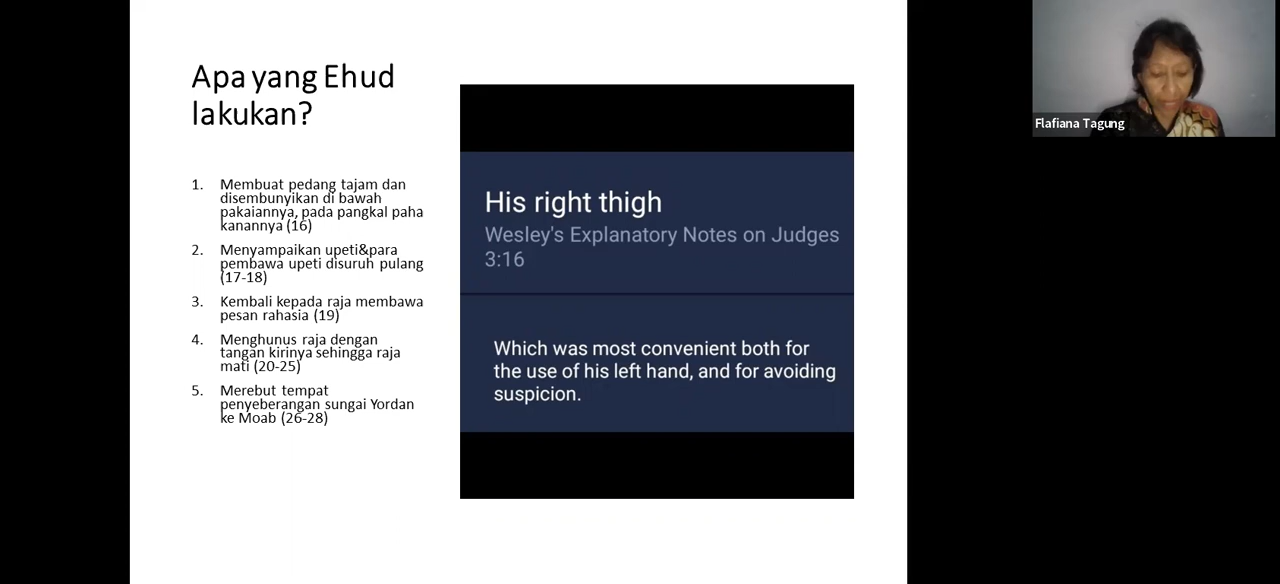 Apa yang Ehud
lakukan?
1. Membuat pedang tajam dan
disembunyikan di bawah
pakaiannya, pada pangkal paha
kanannya (16)
2. Menyampaikan upeti&para
pembawa upeti disuruh pulang
(17-18)
3. Kembali kepada raja membawa
pesan rahasia (19)
4. Menghunus raja dengan
tangan kirinya sehingga raja
mati (20-25)
5. Merebut tempat
penyeberangan sungai Yordan
ke Moab (26-28)
His right thigh
Wesley's Explanatory Notes on Judges
3:16
Which was most convenient both for
the use of his left hand, and for avoiding
suspicion.
Flafiana Tagung